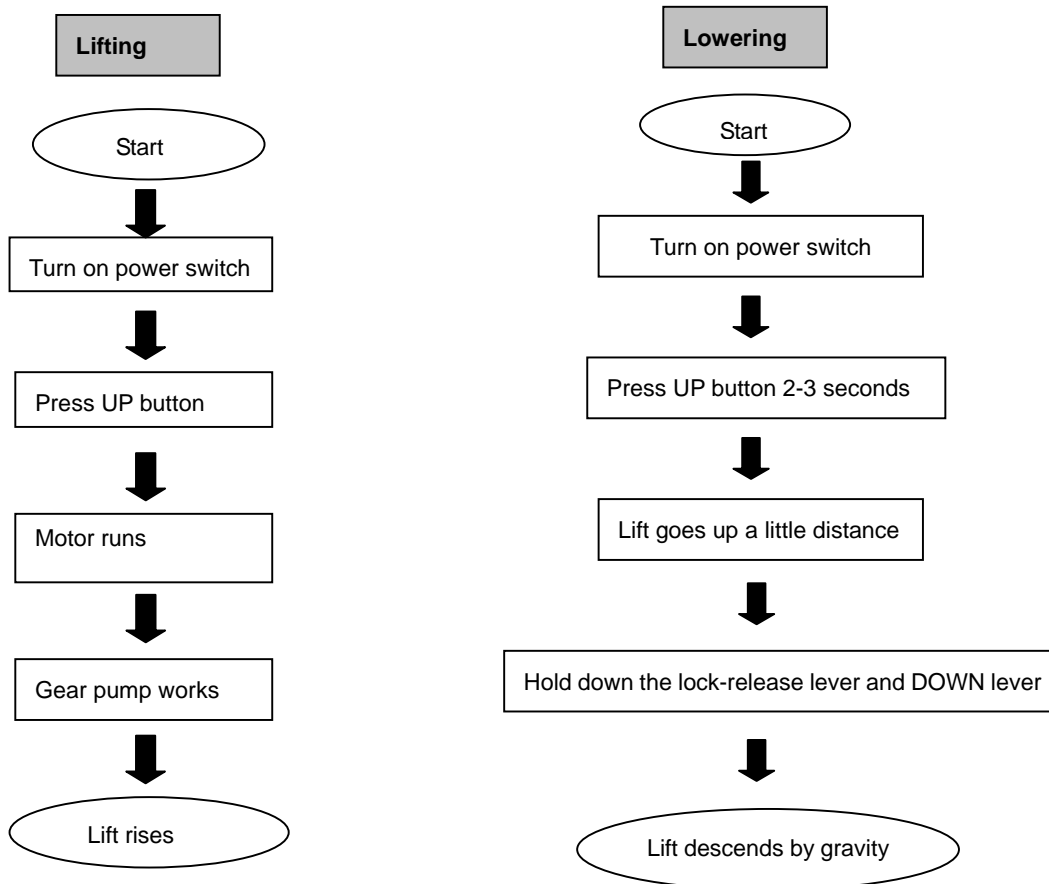 Lifting
Start
Turn on power switch
Press UP button
Motor runs
Gear pump works
Lift rises
Lowering
Start
Turn on power switch
Press UP button 2-3 seconds
Lift goes up a little distance
Hold down the lock-release lever and DOWN lever
Lift descends by gravity